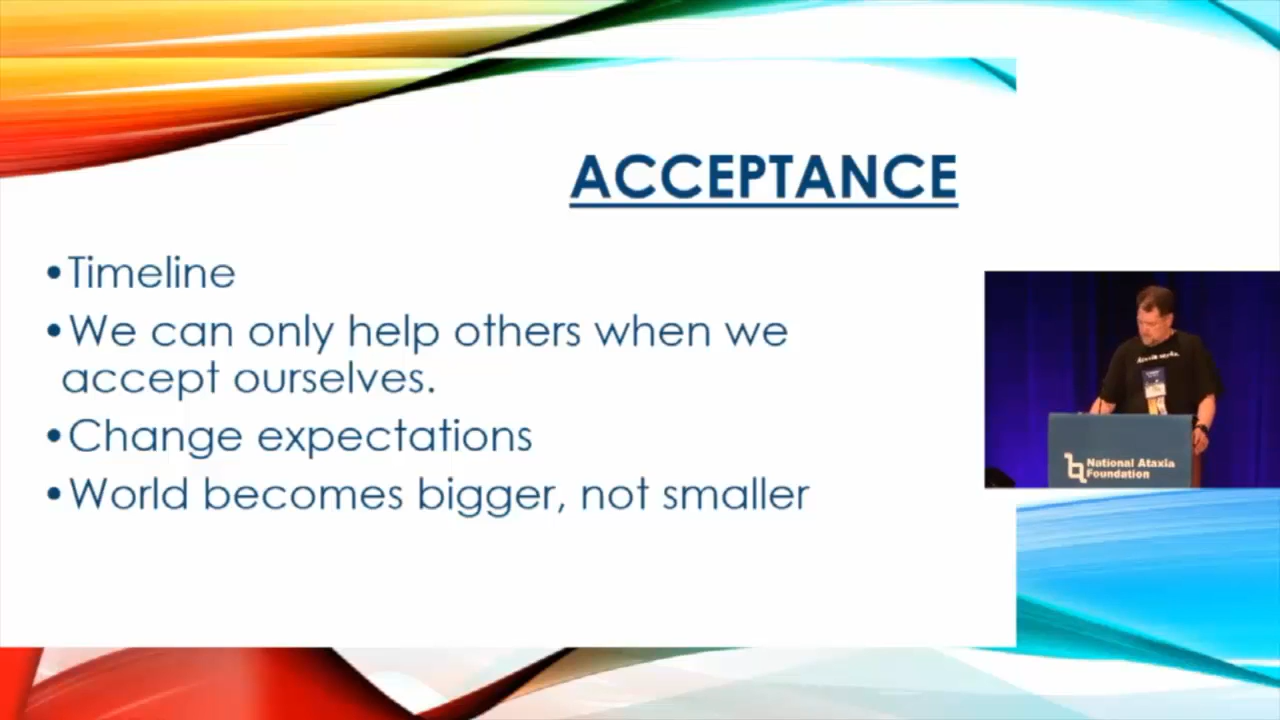 ACCEPTANCE
•Timeline
•We can only help others when we
accept ourselves.
•Change expectations
•World becomes bigger, not smaller
National Ataxia
Foundation